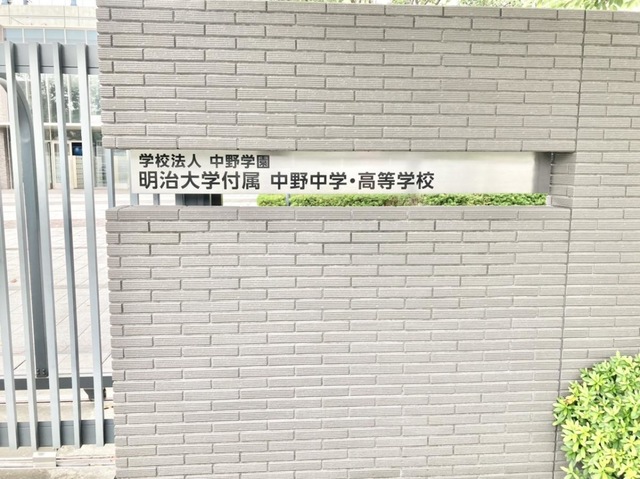 学校法人 中野学園
明治大学付属 中野中学・高等学校